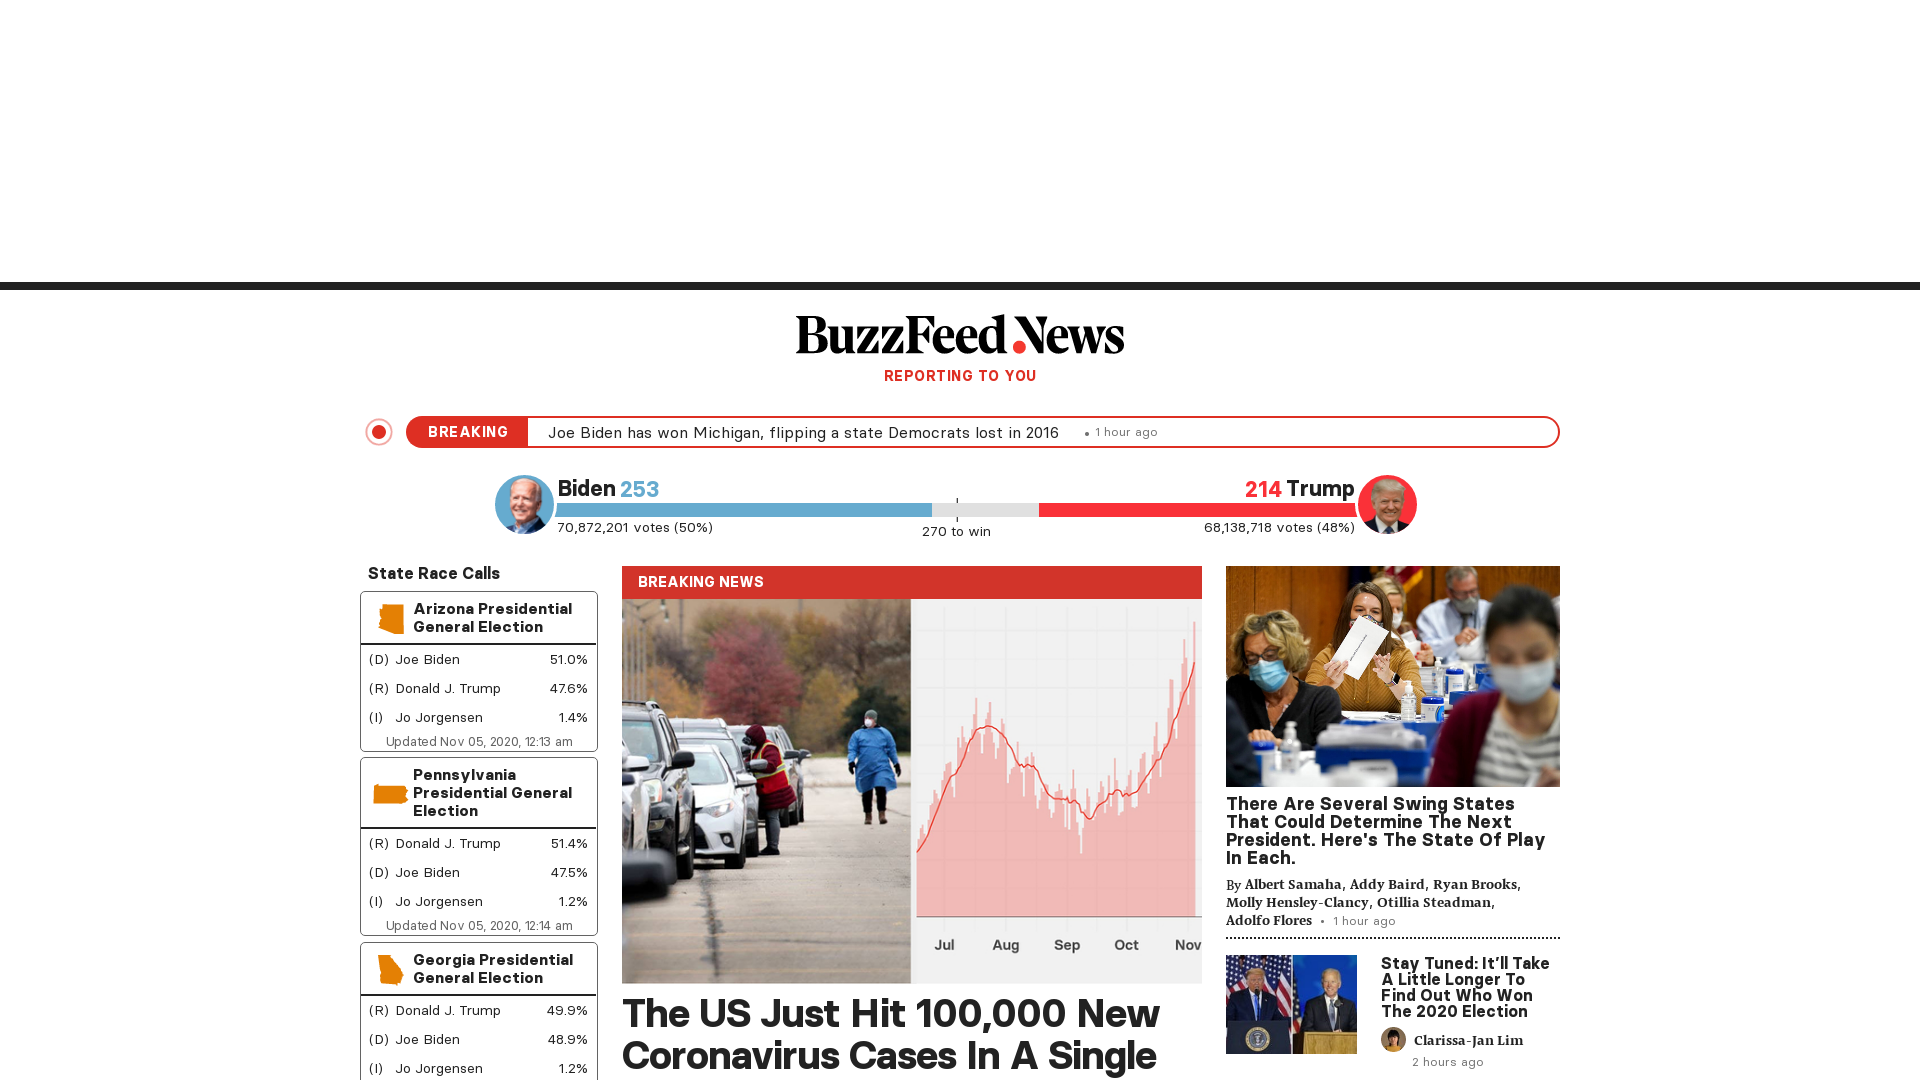 BuzzFeed News
REPORTING TO YOU
BREAKING
Joe Biden has won Michigan, flipping a state Democrats lost in 2016
• 1 hour ago
Biden 253
214 Trump
70,872,201 votes (50%)
270 to win
68,138,718 votes (48%)
State Race Calls
Arizona Presidential
General Election
(D) Joe Biden 51.0%
(R) Donald J. Trump 47.6%
(I) Jo Jorgensen 1.4%
Updated Nov 05, 2020, 12:13 am
Pennsylvania
Presidential General
Election
(R) Donald J. Trump 51.4%
(D) Joe Biden 47.5%
(I) Jo Jorgensen 1.2%
Updated Nov 05, 2020, 12:14 am
Georgia Presidential
General Election
(R) Donald J. Trump 49.9%
(D) Joe Biden 48.9%
(I) Jo Jorgensen 1.2%
BREAKING NEWS
Jul Aug Sep Oct Nov
The US Just Hit 100,000 New
Coronavirus Cases In A Single
There Are Several Swing States
That Could Determine The Next
President. Here's The State Of Play
In Each.
By Albert Samaha, Addy Baird, Ryan Brooks,
Molly Hensley-Clancy, Otillia Steadman,
Adolfo Flores • 1 hour ago
Stay Tuned: It’ll Take
A Little Longer To
Find Out Who Won
The 2020 Election
Clarissa-Jan Lim
2 hours ago